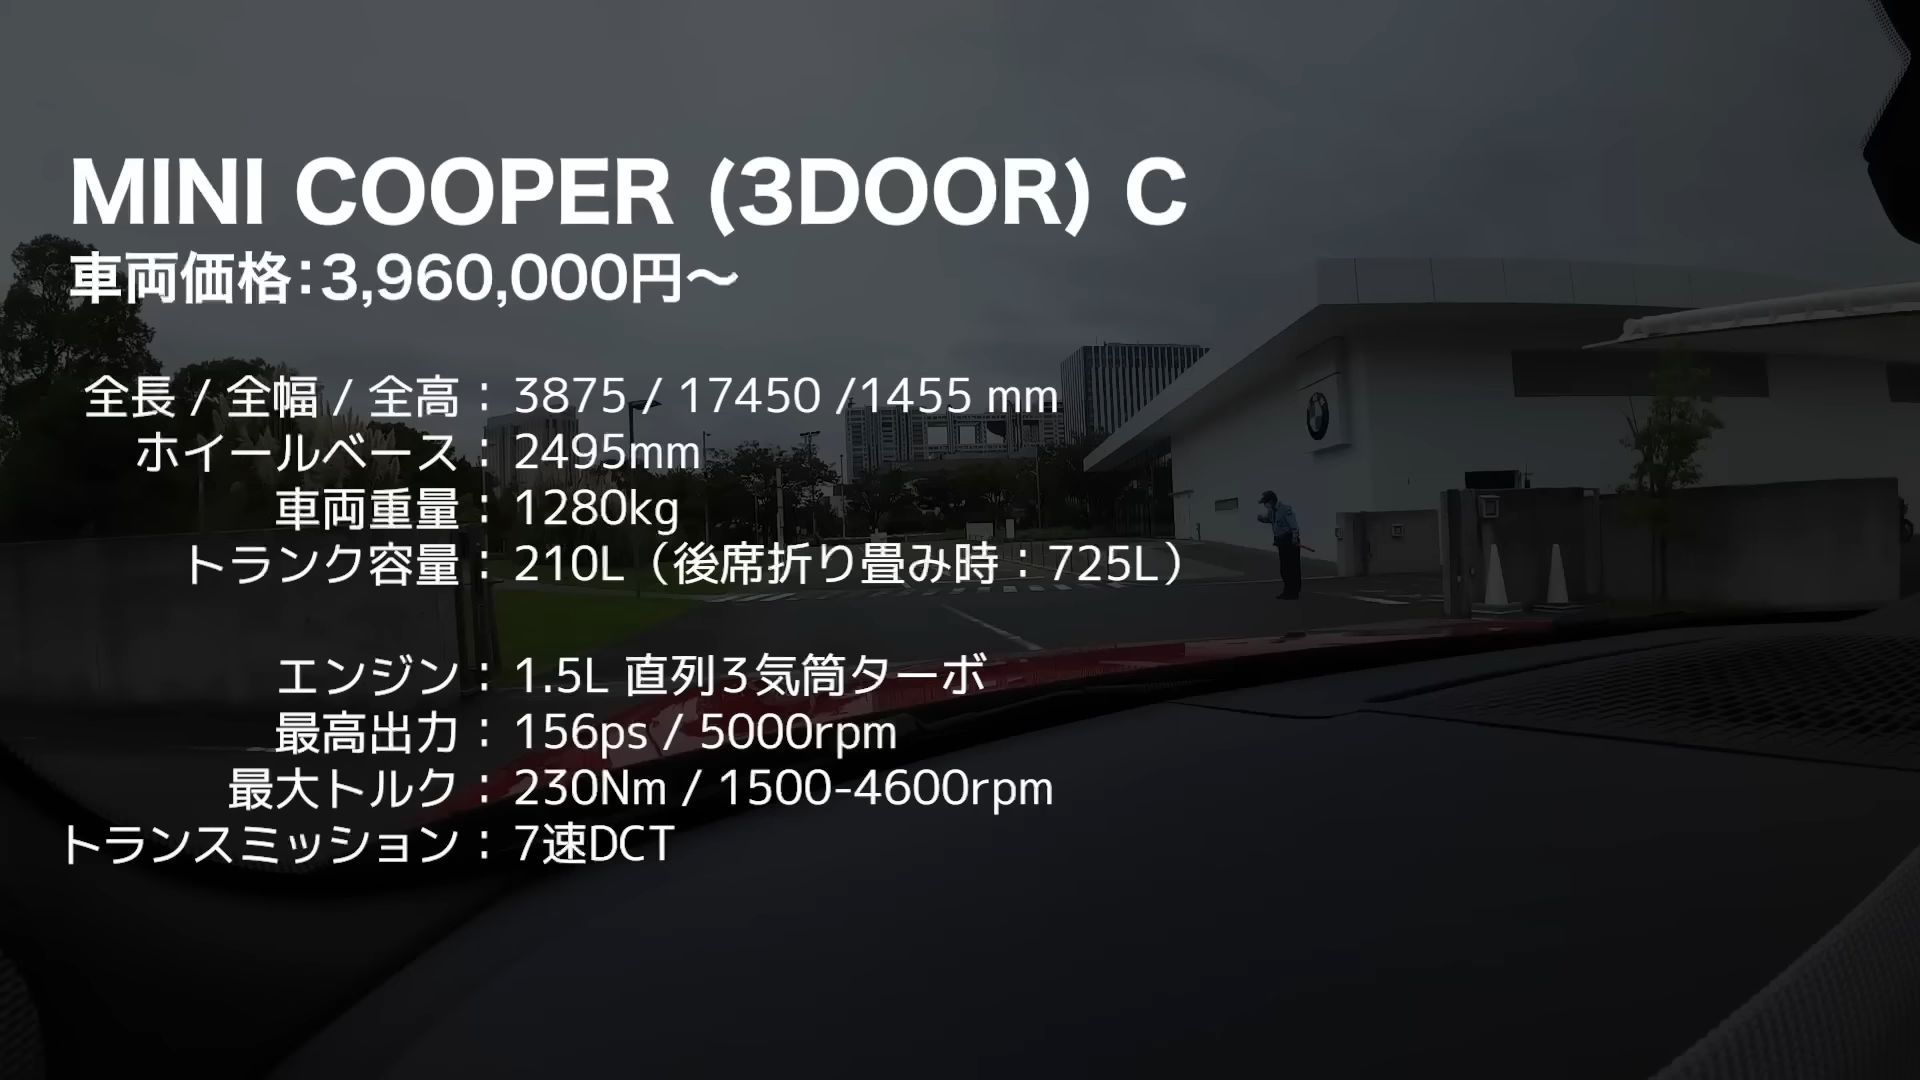 MINI COOPER (3DOOR) C
車両価格：3,960,000円～
全長 / 全幅 / 全高： 3875 / 17450 /1455 mm
ホイールベース： 2495mm
車両重量： 1280kg
トランク容量： 210L（後席折り畳み時：725L）
エンジン： 1.5L 直列３気筒ターボ
最高出力： 156ps / 5000rpm
最大トルク： 230Nm / 1500-4600rpm
トランスミッション： 7速DCT